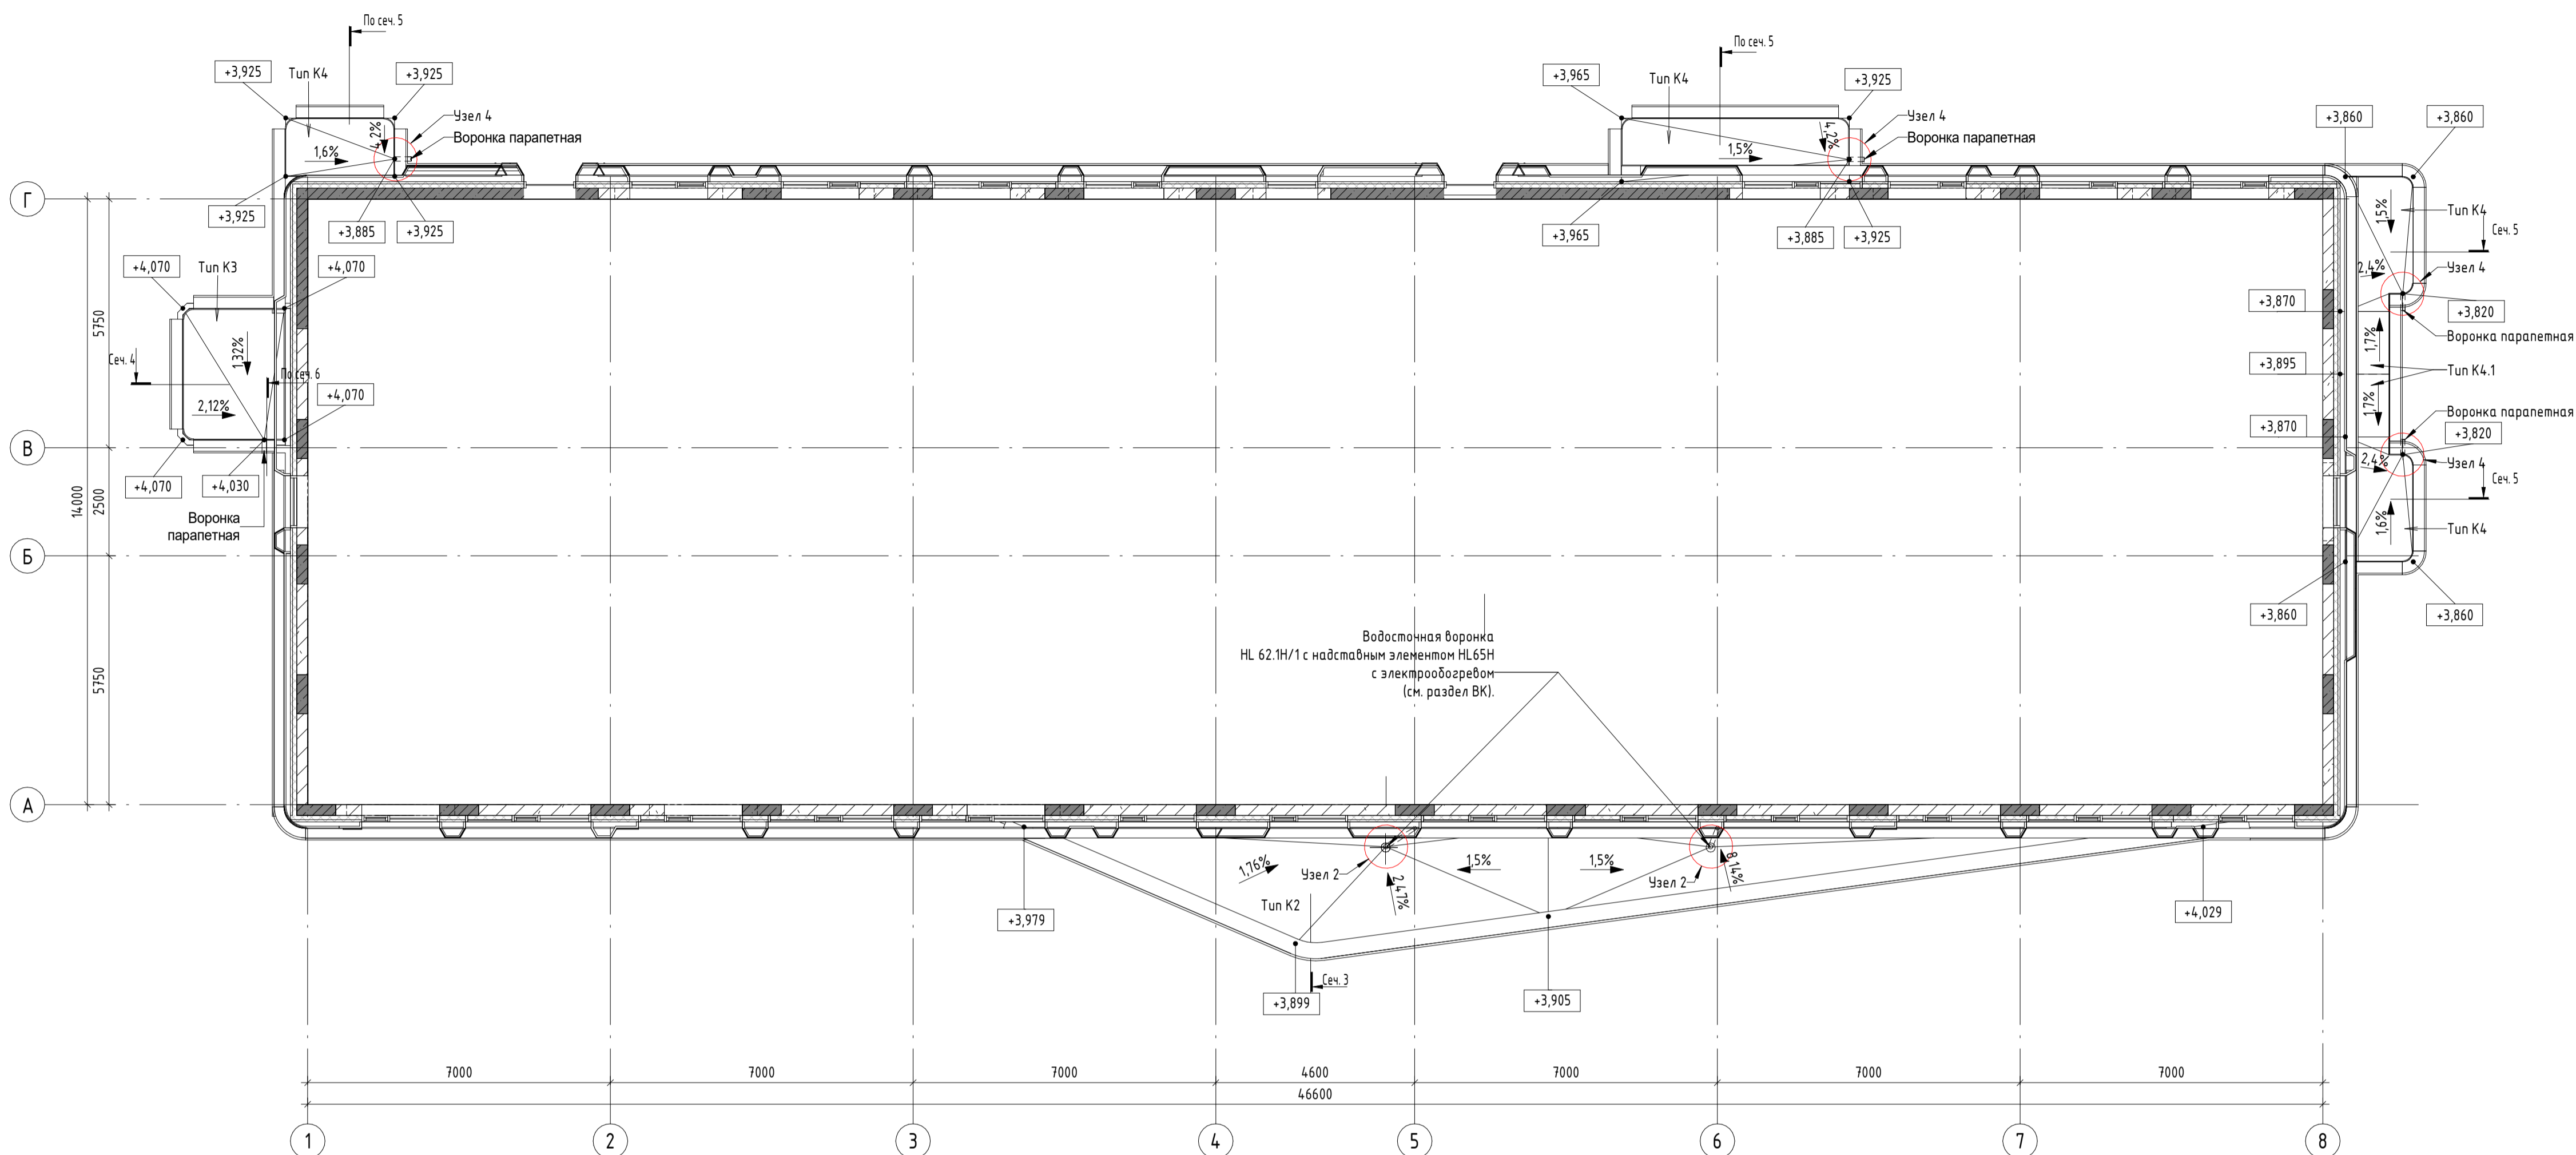 По сеч. 5
По сеч. 5
+3,925
Тип К4
+3,925
+3,965
Тип К4
+3,925
Узел 4
Воронка парапетная
4,2%
1,6%
Узел 4
Воронка парапетная
4,2%
1,5%
+3,860
+3,860
Г
+3,925
+3,885
+3,925
+3,965
+3,885
+3,925
1,5%
Тип К4
Сеч. 5
+4,070
Тип К3
+4,070
2,4%
Узел 4
+3,870
+3,820
Воронка парапетная
5750
1,32%
Сеч. 4
По сеч. 6
1,7%
+3,895
Тип К4.1
+4,070
2,12%
1,7%
Воронка парапетная
+3,870
+3,820
В
2,4%
Узел 4
+4,070
+4,030
Сеч. 5
14000
2500
Воронка
парапетная
1,6%
Тип К4
Б
+3,860
+3,860
Водосточная воронка
HL 62.1Н/1 с надставным элементом HL65Н
с электрообогревом
(см. раздел ВК).
5750
А
1,76%
Узел 2
2,47%
1,5%
1,5%
Узел 2
8,14%
Тип К2
+3,979
+4,029
Сеч. 3
+3,899
+3,905
7000
7000
7000
4600
7000
7000
7000
46600
1
2
3
4
5
6
7
8